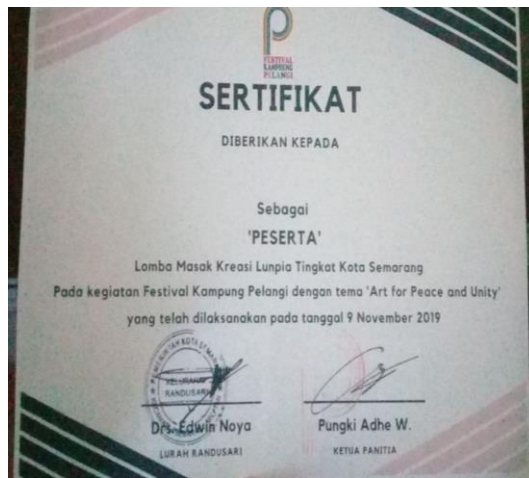 FESTIVAL
KAMPOENG
PELANGI
SERTIFIKAT
DIBERIKAN KEPADA
Sebagai
'PESERTA'
Lomba Masak Kreasi Lunpia Tingkat Kota Semarang
Pada kegiatan Festival Kampung Pelangi dengan tema 'Art for Peace and Unity'
yang telah dilaksanakan pada tanggal 9 November 2019
KELURAHAN
RANDUSARI
Drs. Edwin Noya
Pungki Adhe W.
LURAH RANDUSARI
KETUA PANITIA